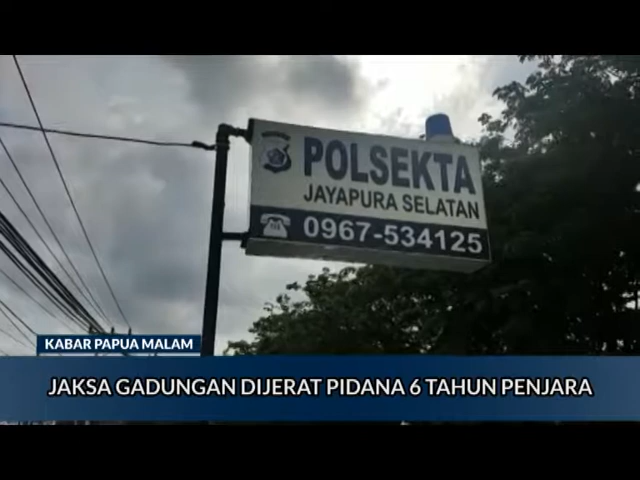 POLSEKTA
JAYAPURA SELATAN
0967-534125
KABAR PAPUA MALAM
JAKSA GADUNGAN DIJERAT PIDANA 6 TAHUN PENJARA